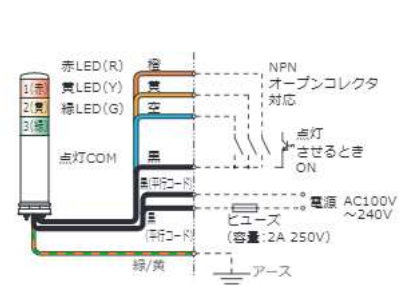 赤LED(R) 橙
黄LED(Y) 黄
緑LED(G) 空
1(赤)
2(黄)
3(緑)
点灯COM 黒
NPN
オープンコレクタ
対応
点灯
させるとき
ON
黒(平行コード)
黒
(平行コード)
電源 AC100V
～240V
ヒューズ
(容量:2A 250V)
緑/黄
アース